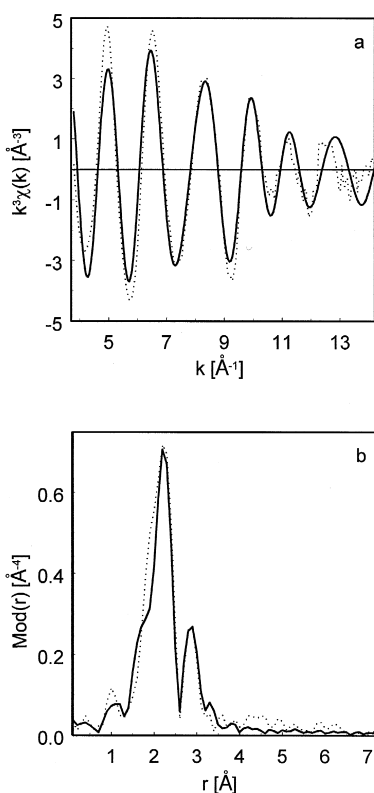 a
5
3
1
-1
-3
-5
k³χ(k) [Å⁻³]
5 7 9 11 13
k [Å⁻¹]
b
0.6
0.4
0.2
0.0
Mod(r) [Å⁻⁴]
1 2 3 4 5 6 7
r [Å]